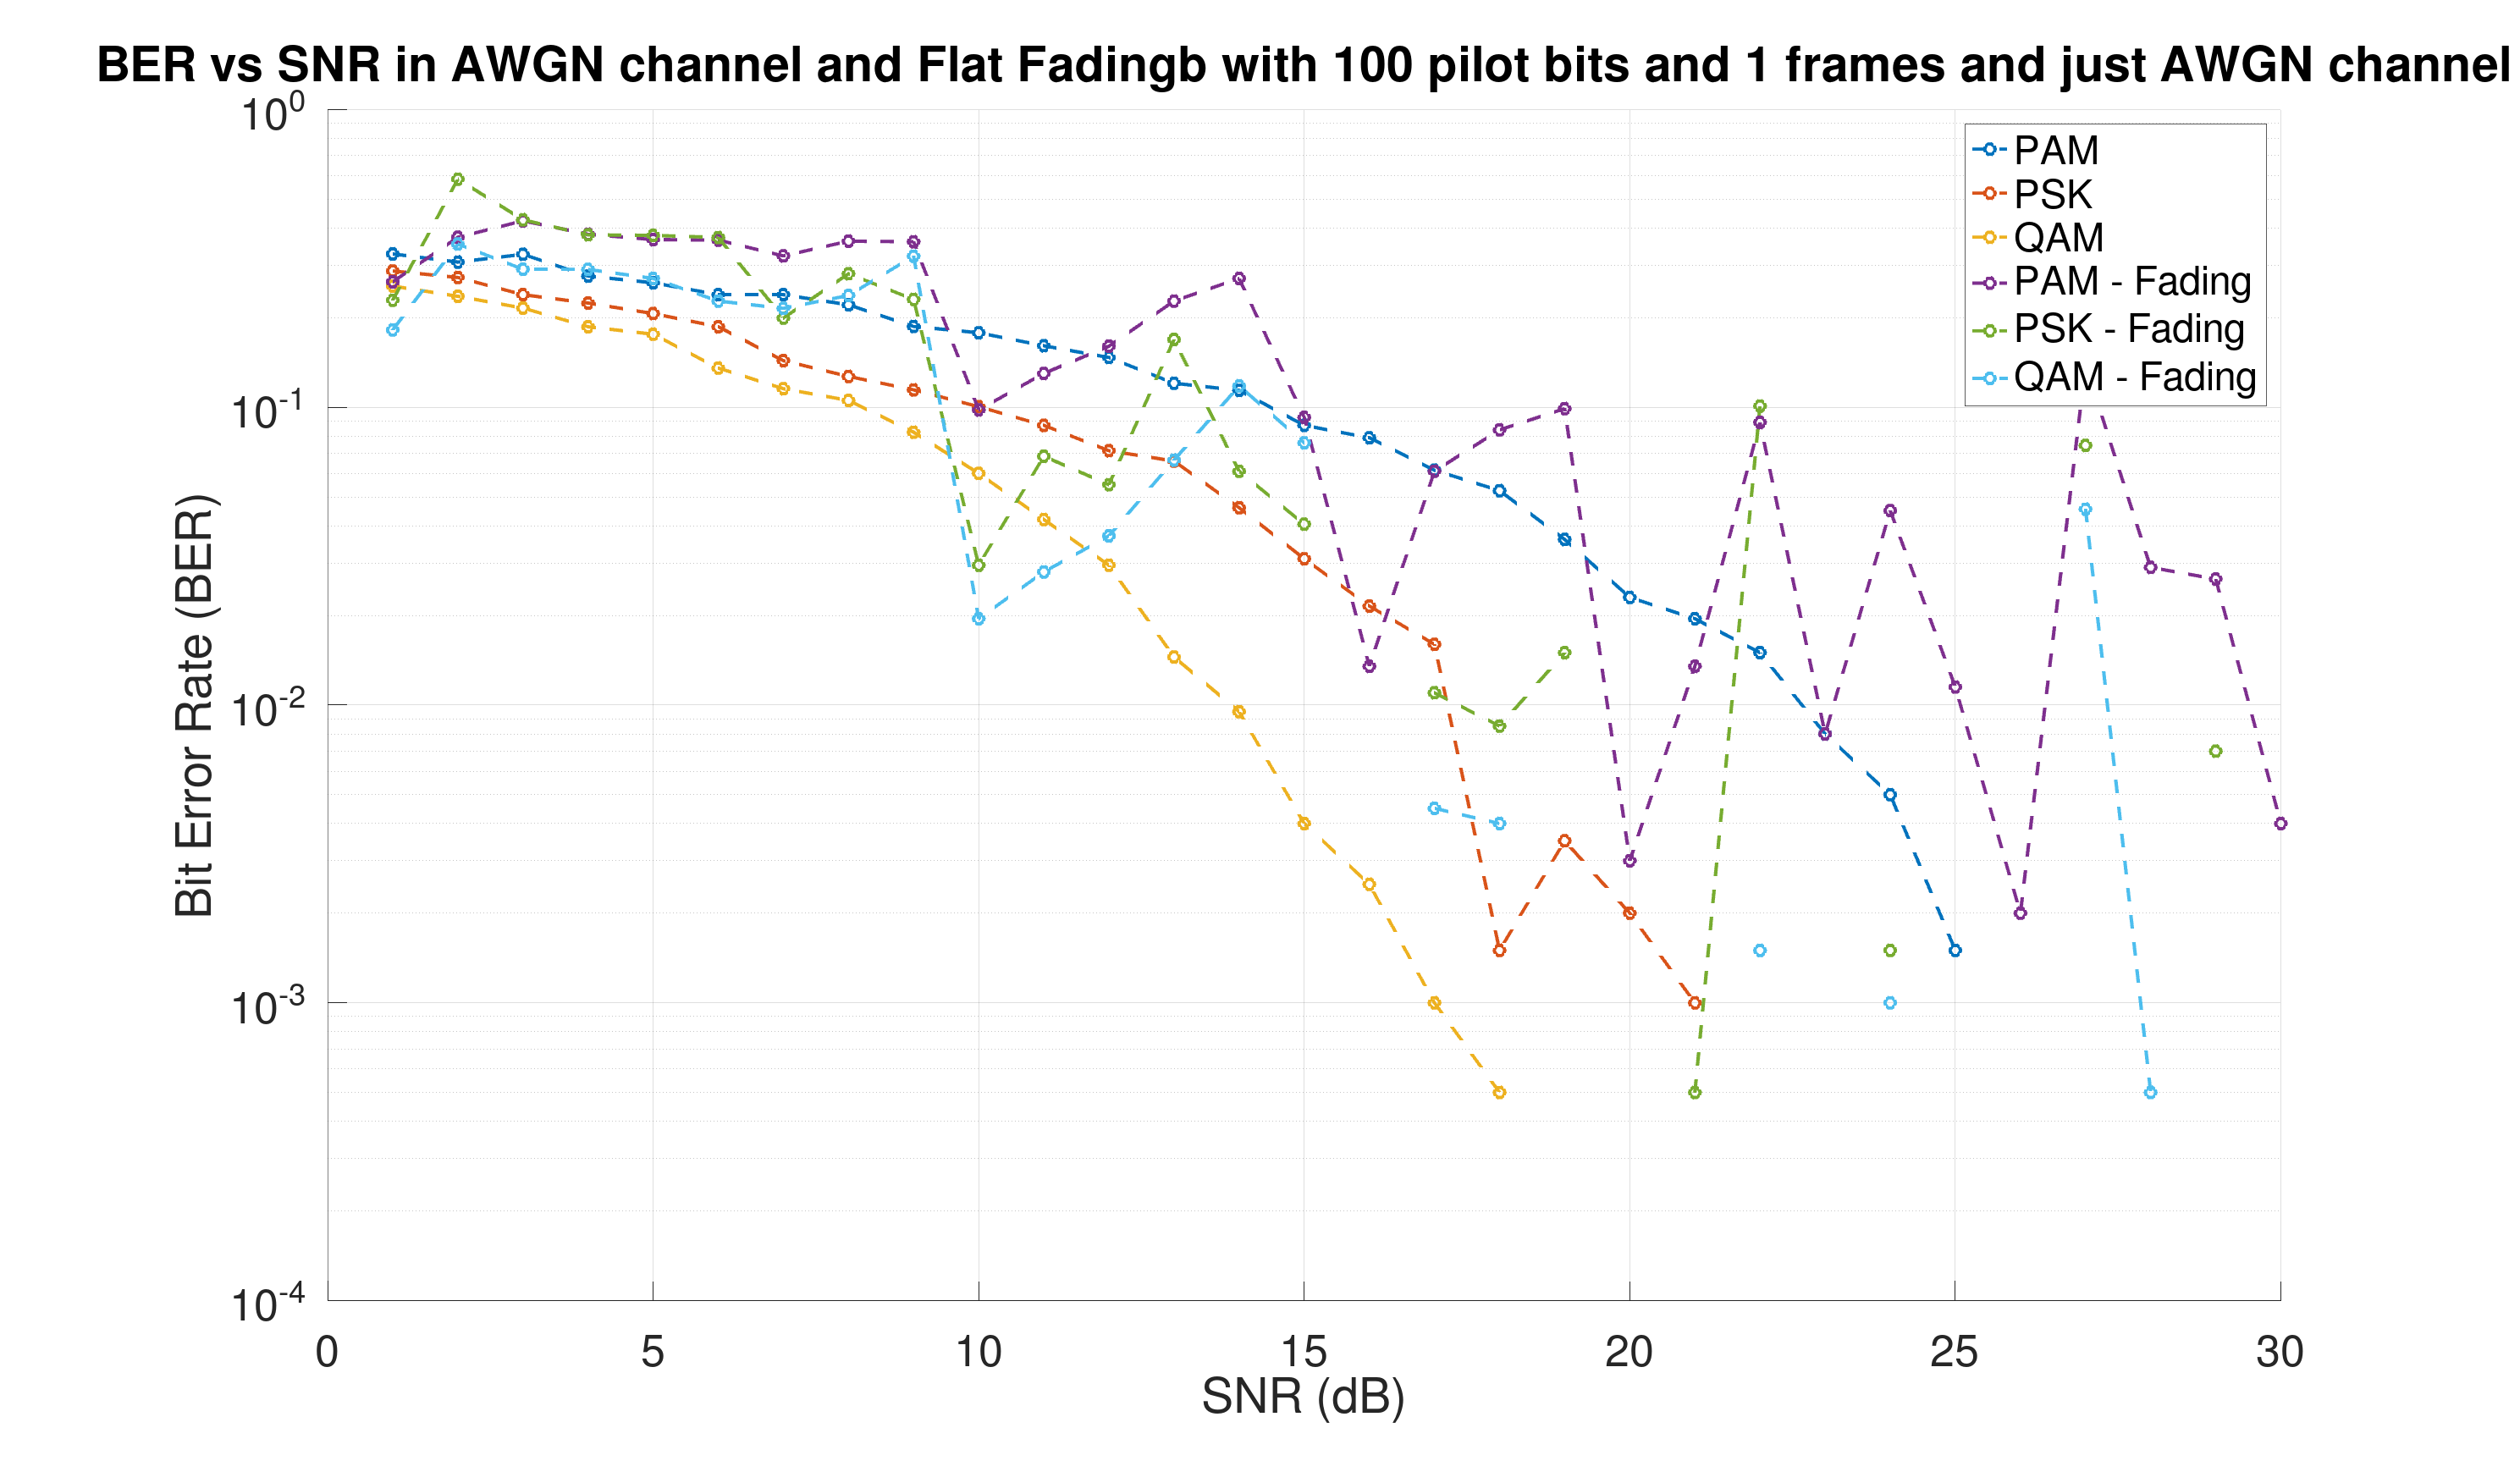 BER vs SNR in AWGN channel and Flat Fadingb with 100 pilot bits and 1 frames and just AWGN channel
10^0
10^-1
10^-2
10^-3
10^-4
Bit Error Rate (BER)
PAM
PSK
QAM
PAM - Fading
PSK - Fading
QAM - Fading
0 5 10 15 20 25 30
SNR (dB)